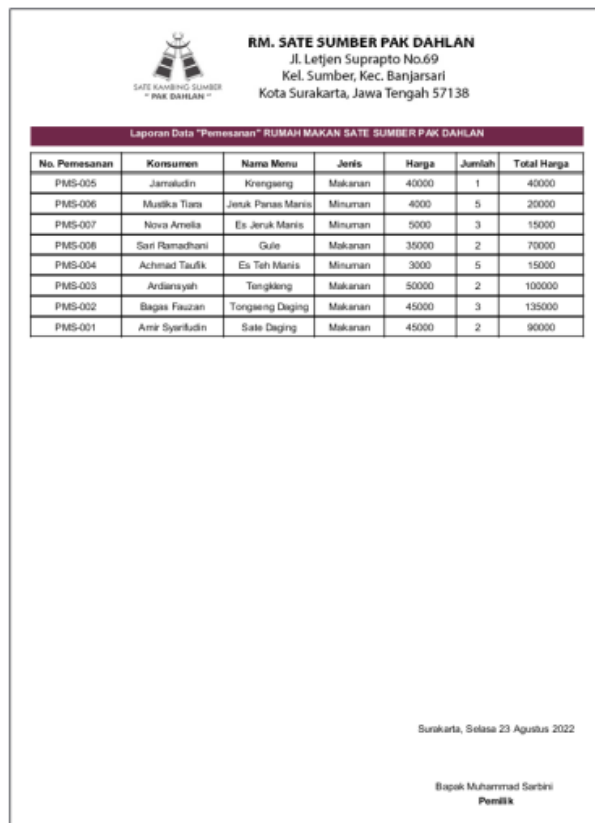 RM. SATE SUMBER PAK DAHLAN
Jl. Letjen Suprapto No.69
Kel. Sumber, Kec. Banjarsari
Kota Surakarta, Jawa Tengah 57138
SATE KAMBING SUMBER
" PAK DAHLAN "
Laporan Data "Pemesanan" RUMAH MAKAN SATE SUMBER PAK DAHLAN
No. Pemesanan Konsumen Nama Menu Jenis Harga Jumlah Total Harga
PMS-005 Jamaludin Krengseng Makanan 40000 1 40000
PMS-006 Mustika Tiara Jeruk Panas Manis Minuman 4000 5 20000
PMS-007 Nova Amelia Es Jeruk Manis Minuman 5000 3 15000
PMS-008 Sari Ramadhani Gule Makanan 35000 2 70000
PMS-004 Achmad Taufik Es Teh Manis Minuman 3000 5 15000
PMS-003 Ardiansyah Tengkleng Makanan 50000 2 100000
PMS-002 Bagas Fauzan Tongseng Daging Makanan 45000 3 135000
PMS-001 Amir Syarifudin Sate Daging Makanan 45000 2 90000
Surakarta, Selasa 23 Agustus 2022
Bapak Muhammad Sarbini
Pemilik